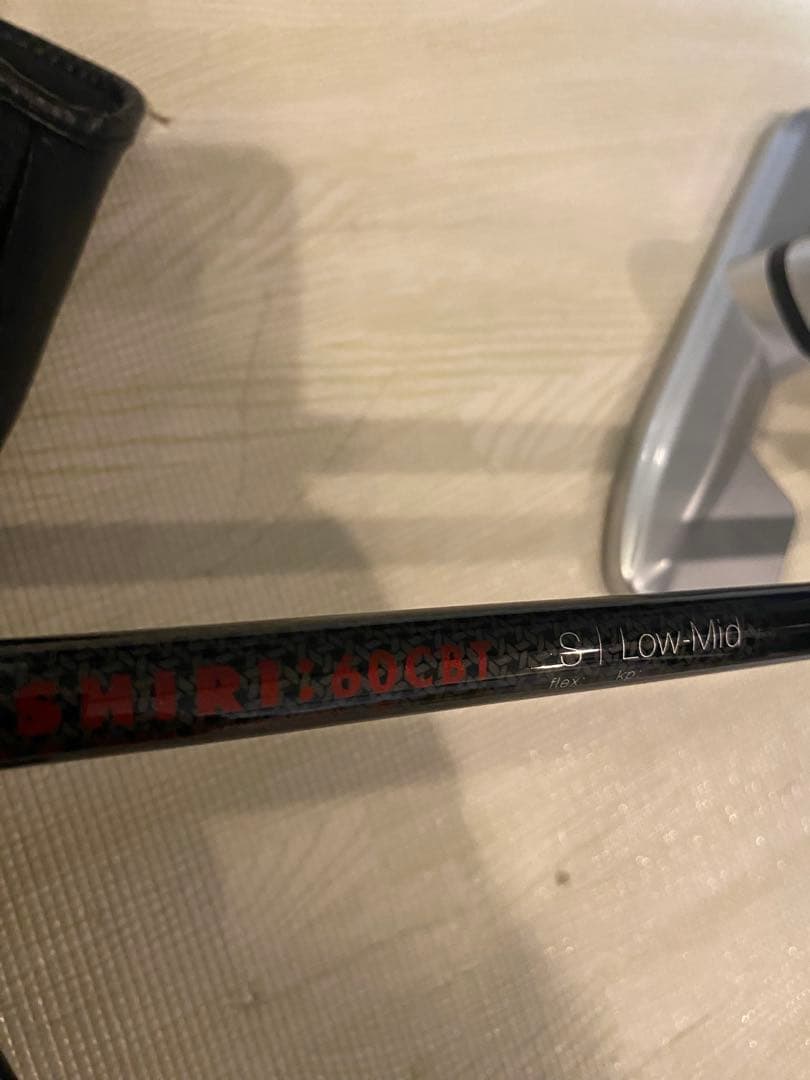 SHIRI:60CBT S | Low-Mid
flex: kp: